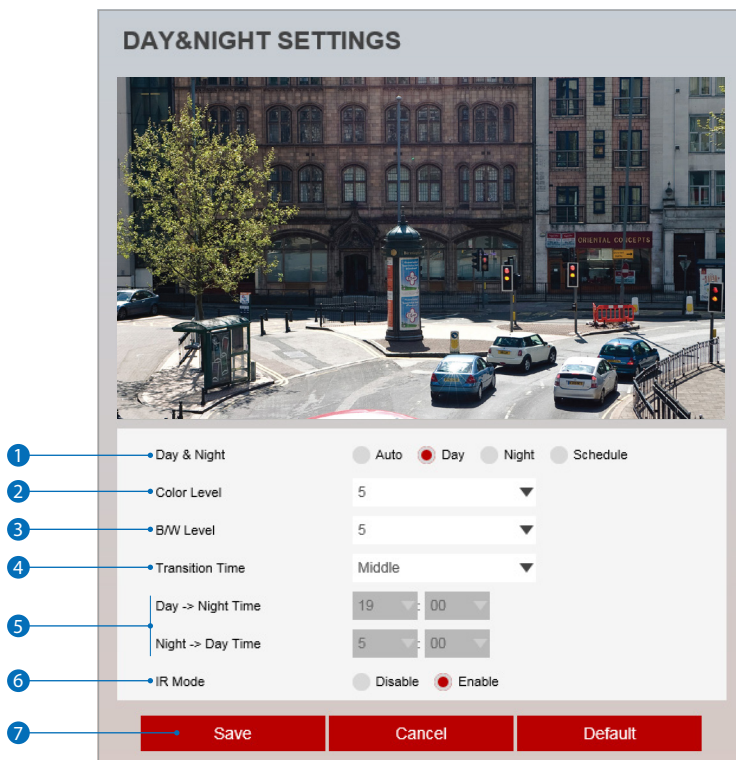 DAY&NIGHT SETTINGS
ORIENTAL CONCEPTS
1 Day & Night Auto Day Night Schedule
2 Color Level 5
3 B/W Level 5
4 Transition Time Middle
Day -> Night Time 19 : 00
5
Night -> Day Time 5 : 00
6 IR Mode Disable Enable
7 Save Cancel Default